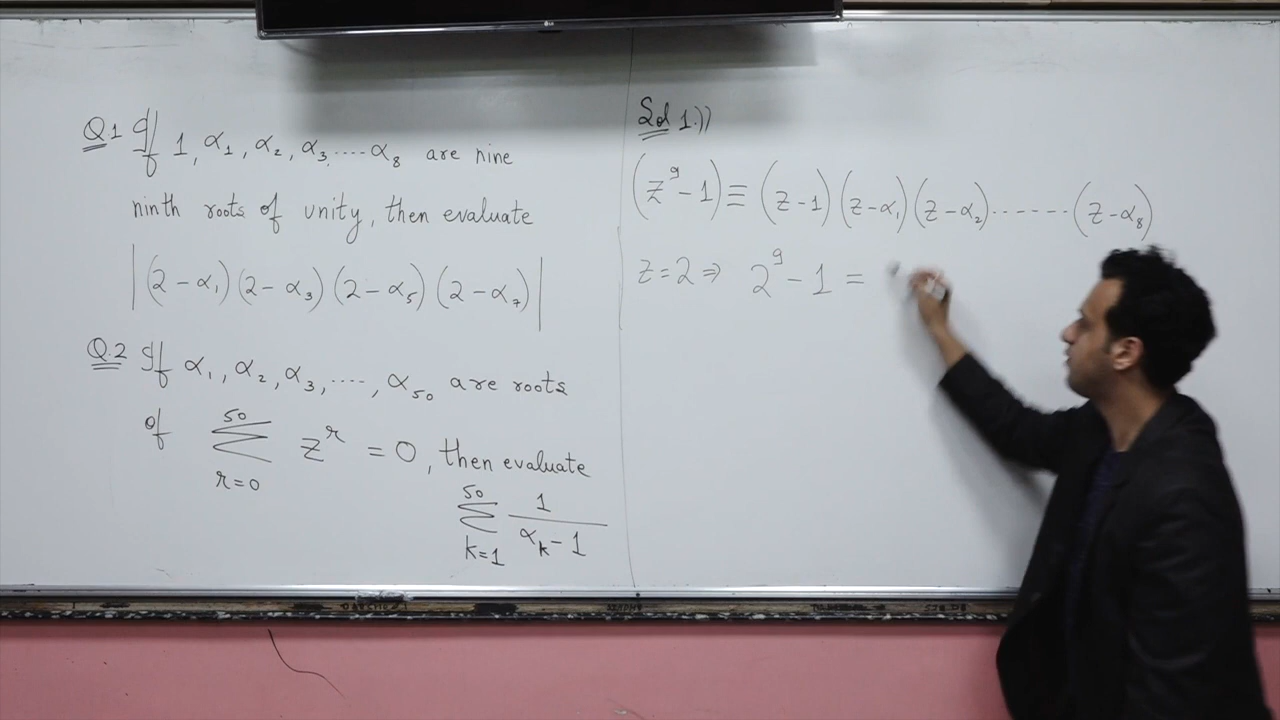 Q1 If 1, α₁, α₂, α₃,.....α₈ are nine
ninth roots of unity, then evaluate
|(2-α₁)(2-α₃)(2-α₅)(2-α₇)|
Q.2 If α₁, α₂, α₃, ....., α₅₀ are roots
of ∑_{r=0}^{50} z^r = 0, then evaluate
∑_{k=1}^{50} 1/(α_k - 1)
Sol 1.))
(z⁹-1) ≡ (z-1)(z-α₁)(z-α₂)......(z-α₈)
z=2 ⇒ 2⁹-1 =
LG